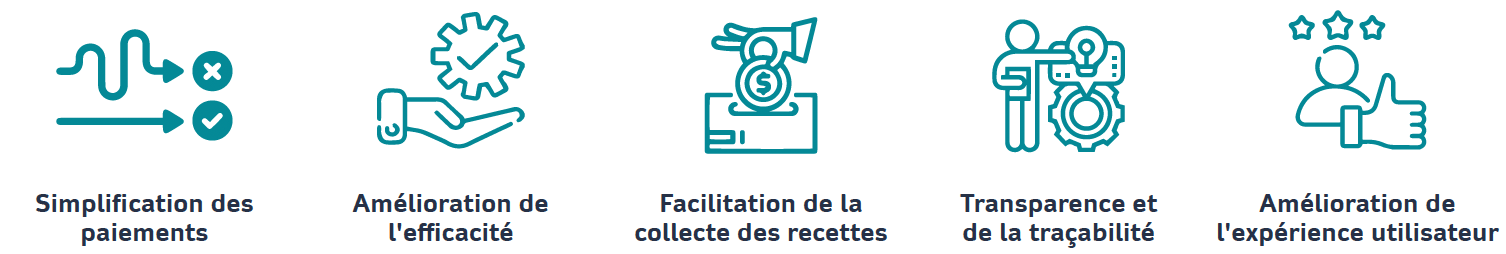 Simplification des
paiements
Amélioration de
l'efficacité
Facilitation de la
collecte des recettes
Transparence et
de la traçabilité
Amélioration de
l'expérience utilisateur